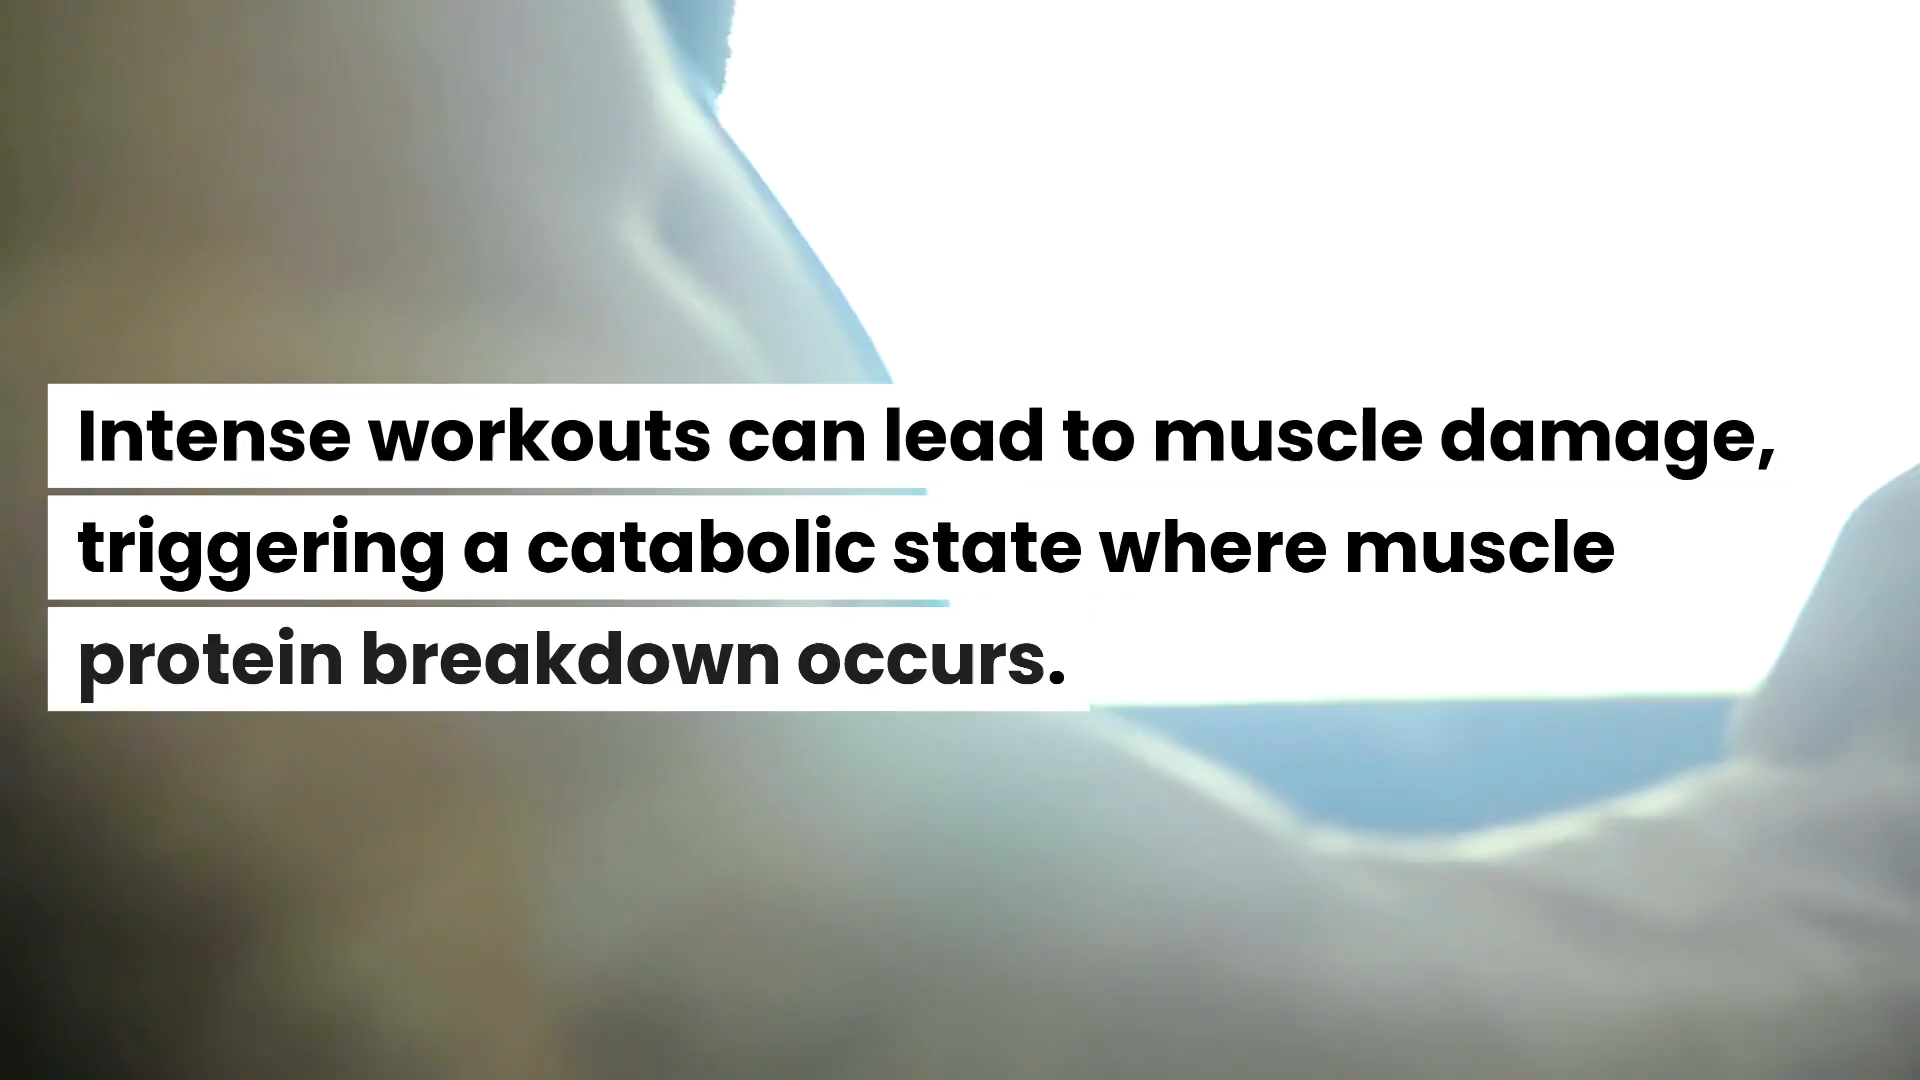 Intense workouts can lead to muscle damage,
triggering a catabolic state where muscle
protein breakdown occurs.